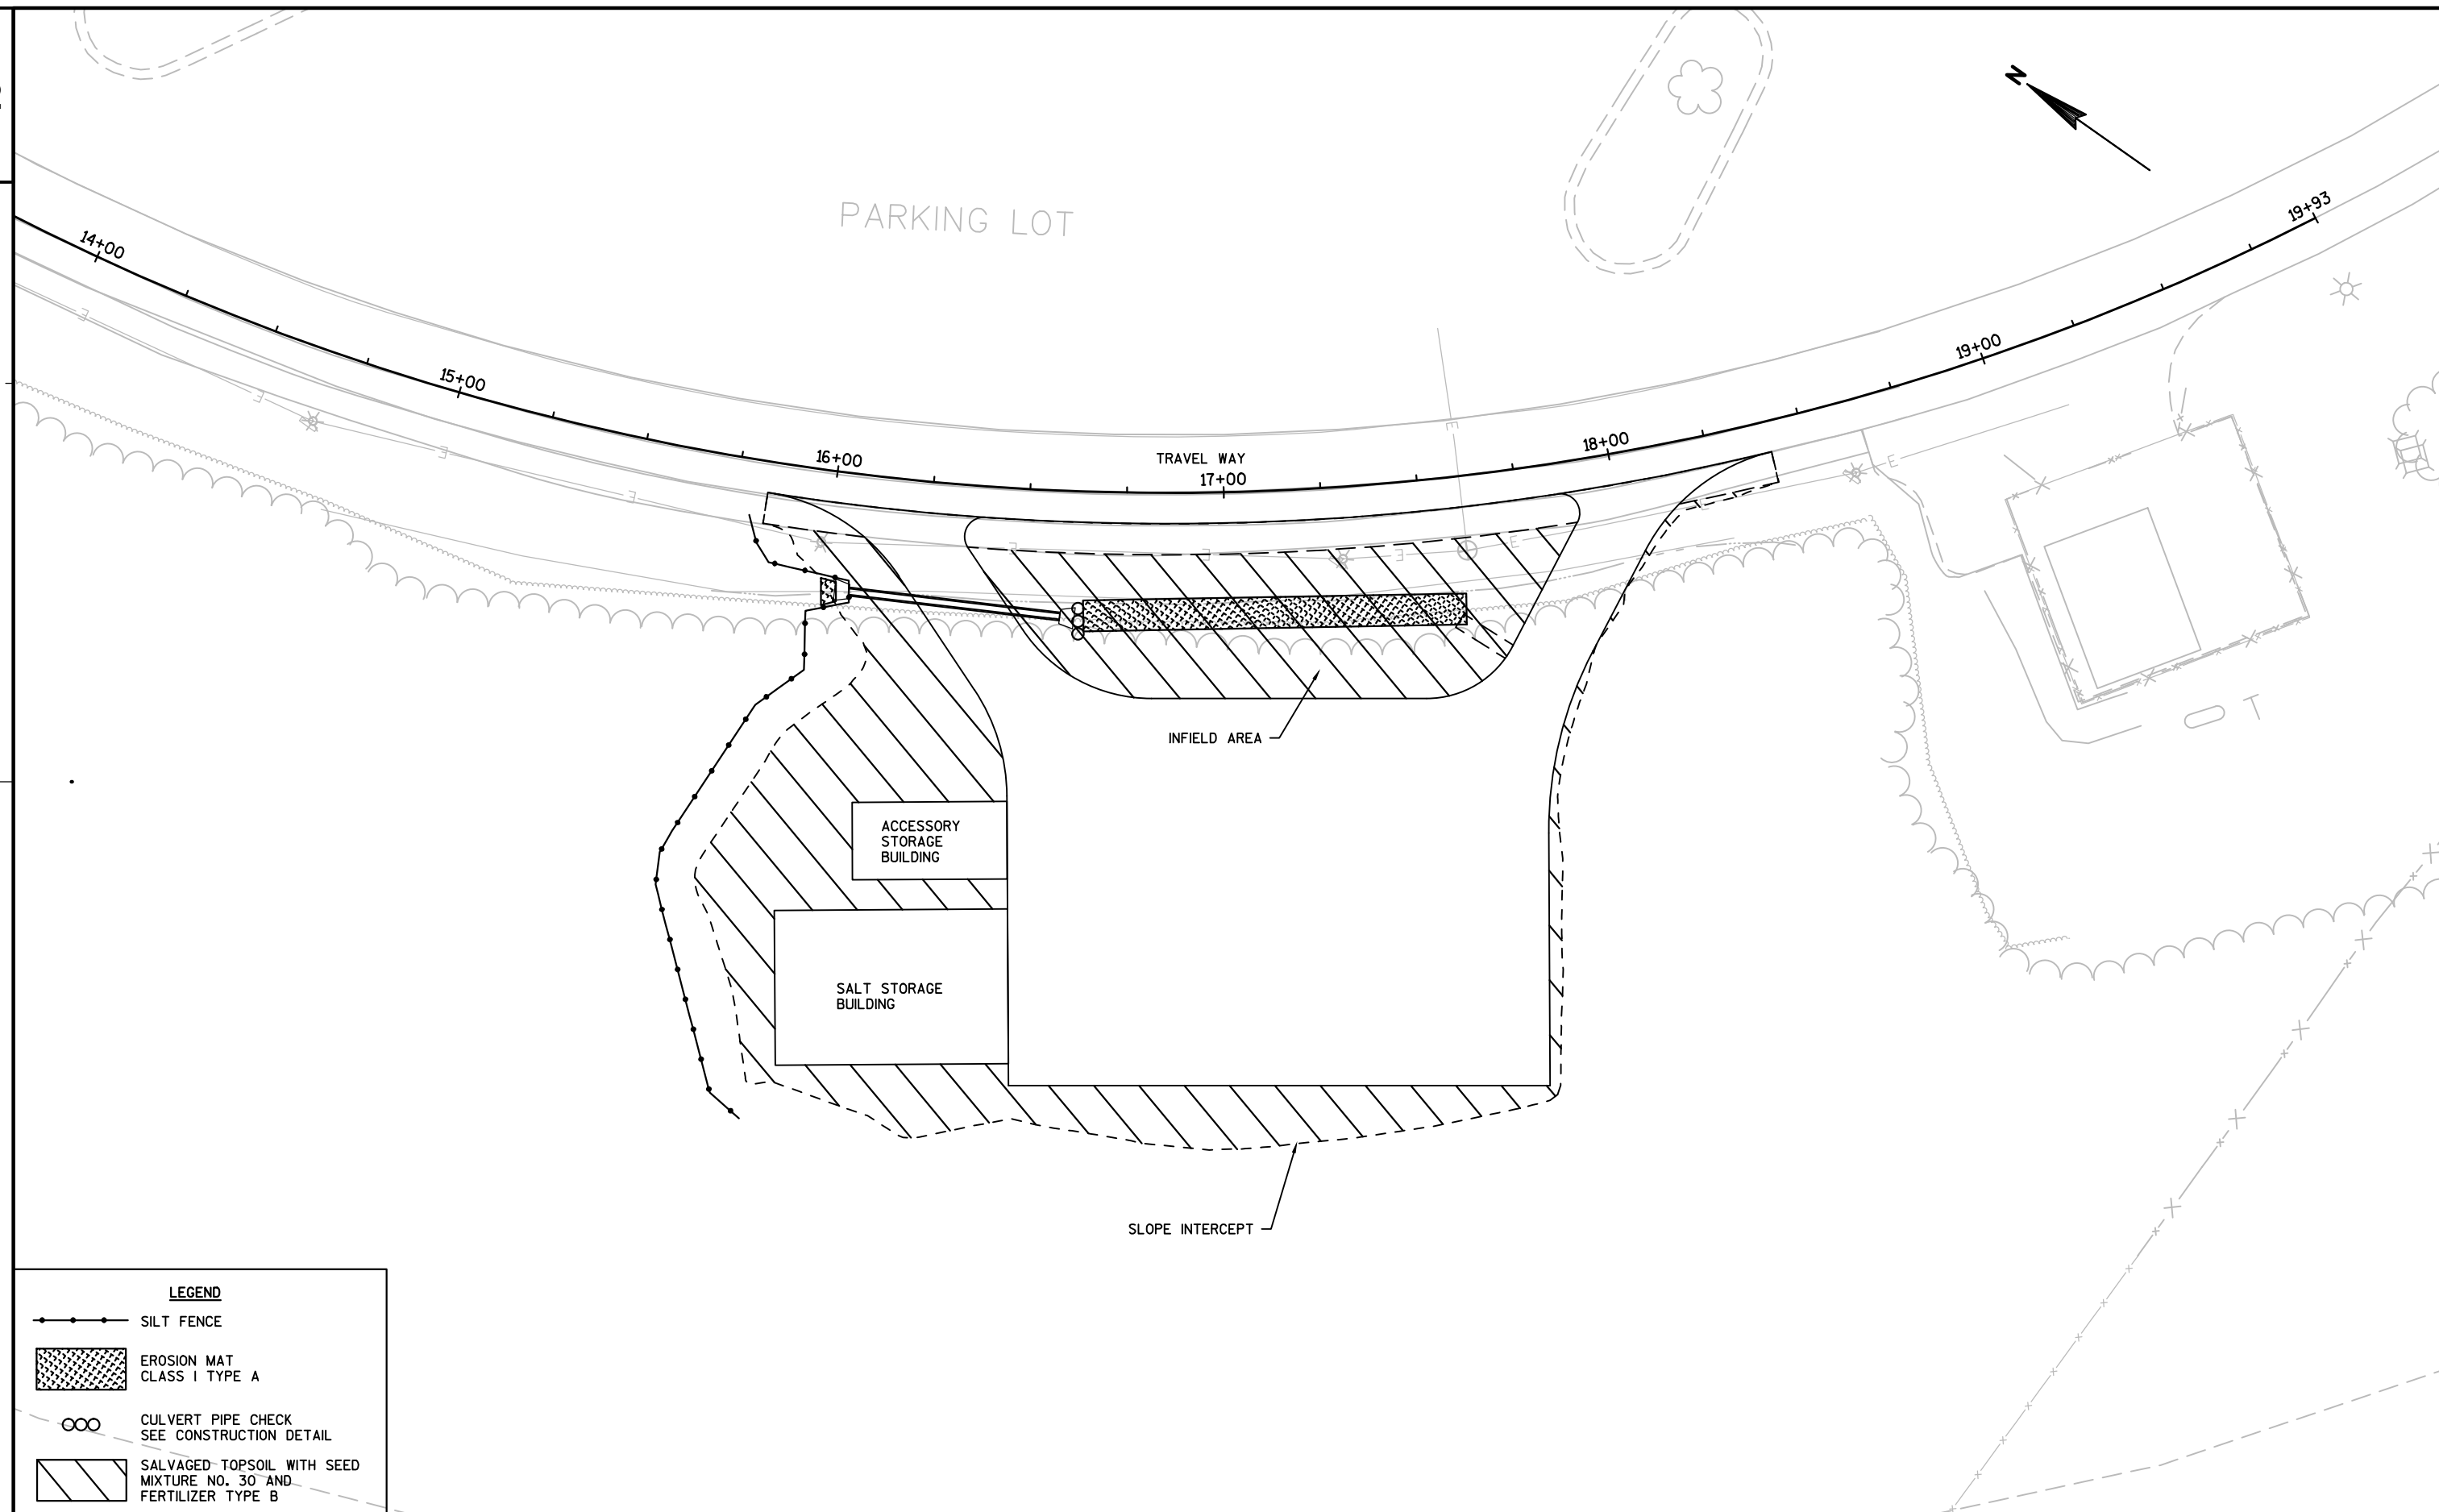 N
PARKING LOT
14+00
15+00
16+00
TRAVEL WAY
17+00
18+00
19+00
19+93
E
E
E
E
E
E
E
E
E
E
E
INFIELD AREA
ACCESSORY
STORAGE
BUILDING
SALT STORAGE
BUILDING
SLOPE INTERCEPT
T
LEGEND
SILT FENCE
EROSION MAT
CLASS I TYPE A
CULVERT PIPE CHECK
SEE CONSTRUCTION DETAIL
SALVAGED TOPSOIL WITH SEED
MIXTURE NO. 30 AND
FERTILIZER TYPE B